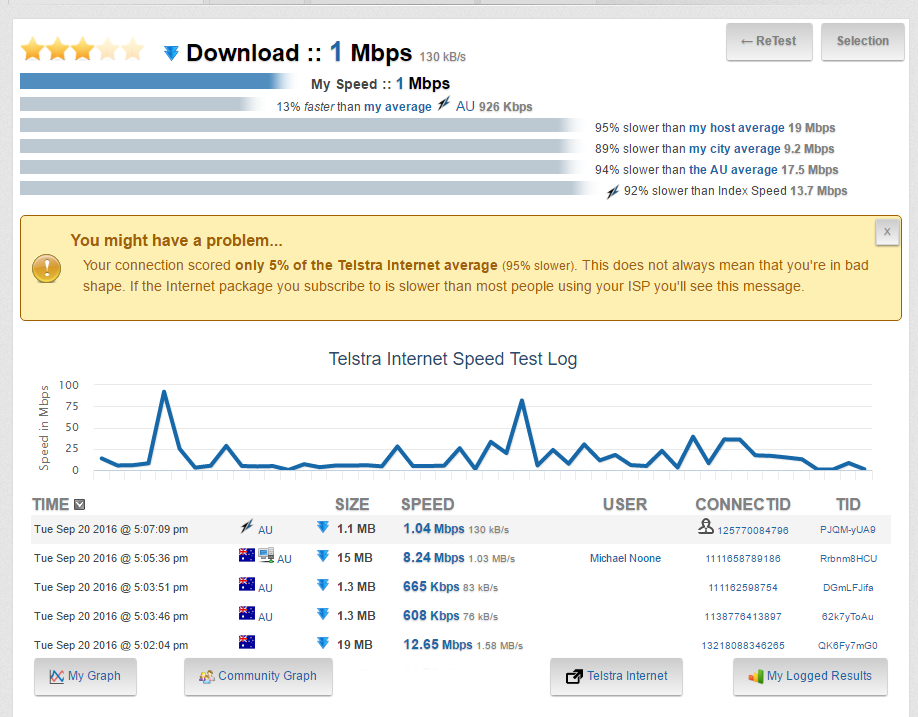 Download :: 1 Mbps 130 kB/s
← ReTest
Selection
My Speed :: 1 Mbps
13% faster than my average AU 926 Kbps
95% slower than my host average 19 Mbps
89% slower than my city average 9.2 Mbps
94% slower than the AU average 17.5 Mbps
92% slower than Index Speed 13.7 Mbps
You might have a problem...
x
Your connection scored only 5% of the Telstra Internet average (95% slower). This does not always mean that you're in bad
shape. If the Internet package you subscribe to is slower than most people using your ISP you'll see this message.
Telstra Internet Speed Test Log
Speed in Mbps
100
75
50
25
0
TIME SIZE SPEED USER CONNECTID TID
Tue Sep 20 2016 @ 5:07:09 pm AU 1.1 MB 1.04 Mbps 130 kB/s 125770084796 PJQM-yUA9
Tue Sep 20 2016 @ 5:05:36 pm AU 15 MB 8.24 Mbps 1.03 MB/s Michael Noone 1111658789186 Rrbnm8HCU
Tue Sep 20 2016 @ 5:03:51 pm AU 1.3 MB 665 Kbps 83 kB/s 111162598754 DGmLFJifa
Tue Sep 20 2016 @ 5:03:46 pm AU 1.3 MB 608 Kbps 76 kB/s 1138776413897 62k7yToAu
Tue Sep 20 2016 @ 5:02:04 pm 19 MB 12.65 Mbps 1.58 MB/s 13218088346265 QK6Fy7mG0
My Graph
Community Graph
Telstra Internet
My Logged Results